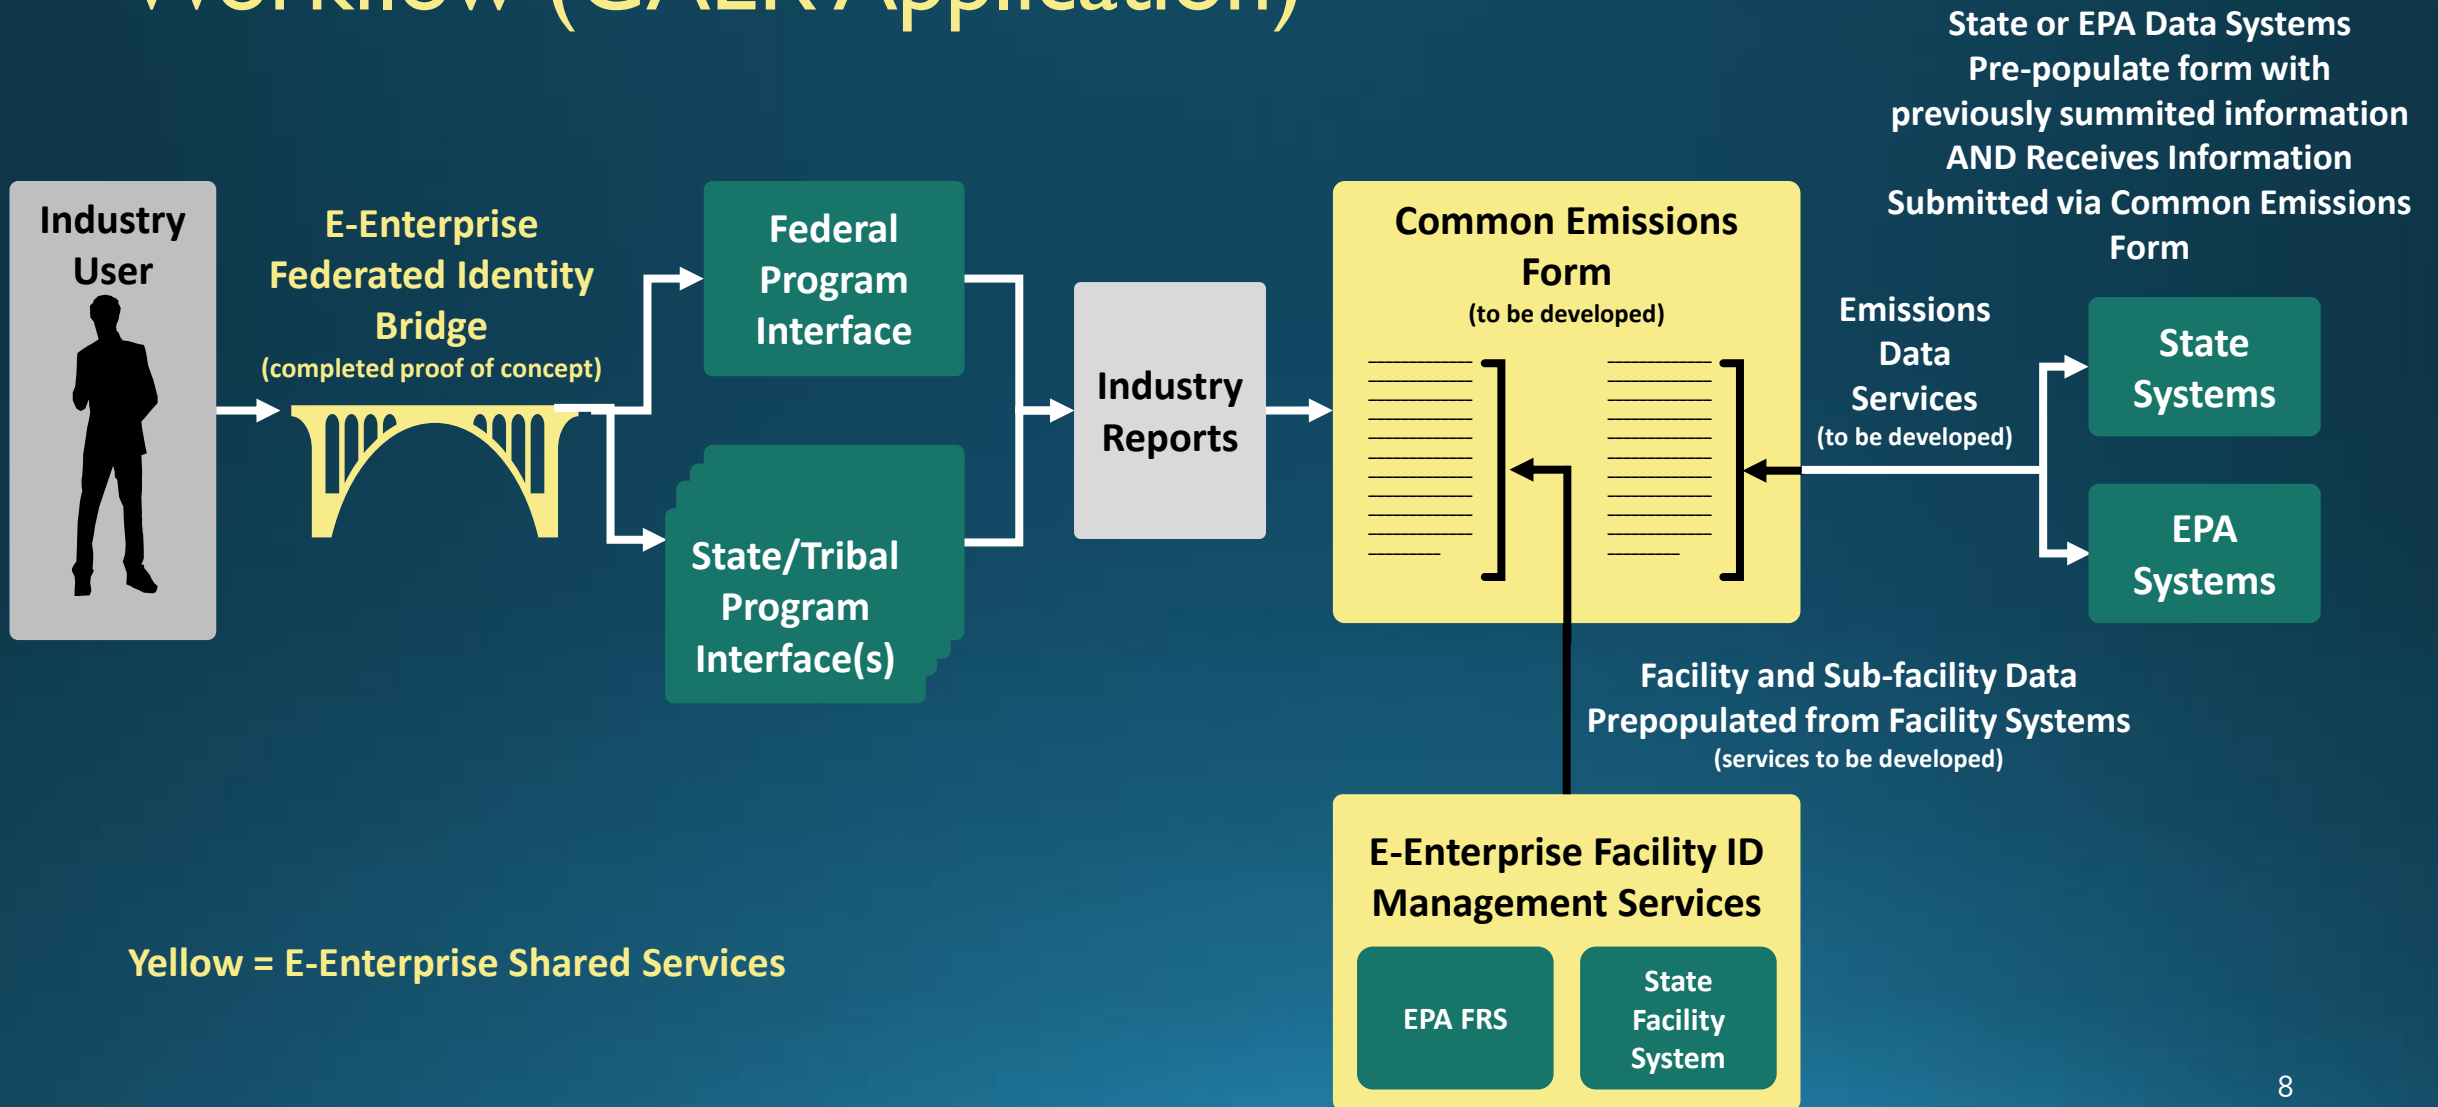 Workflow (CAER Application)
State or EPA Data Systems
Pre-populate form with
previously summited information
AND Receives Information
Submitted via Common Emissions
Form
Industry
User
E-Enterprise
Federated Identity
Bridge
(completed proof of concept)
Federal
Program
Interface
State/Tribal
Program
Interface(s)
Industry
Reports
Common Emissions
Form
(to be developed)
Emissions
Data
Services
(to be developed)
State
Systems
EPA
Systems
Facility and Sub-facility Data
Prepopulated from Facility Systems
(services to be developed)
E-Enterprise Facility ID
Management Services
EPA FRS
State
Facility
System
Yellow = E-Enterprise Shared Services
8